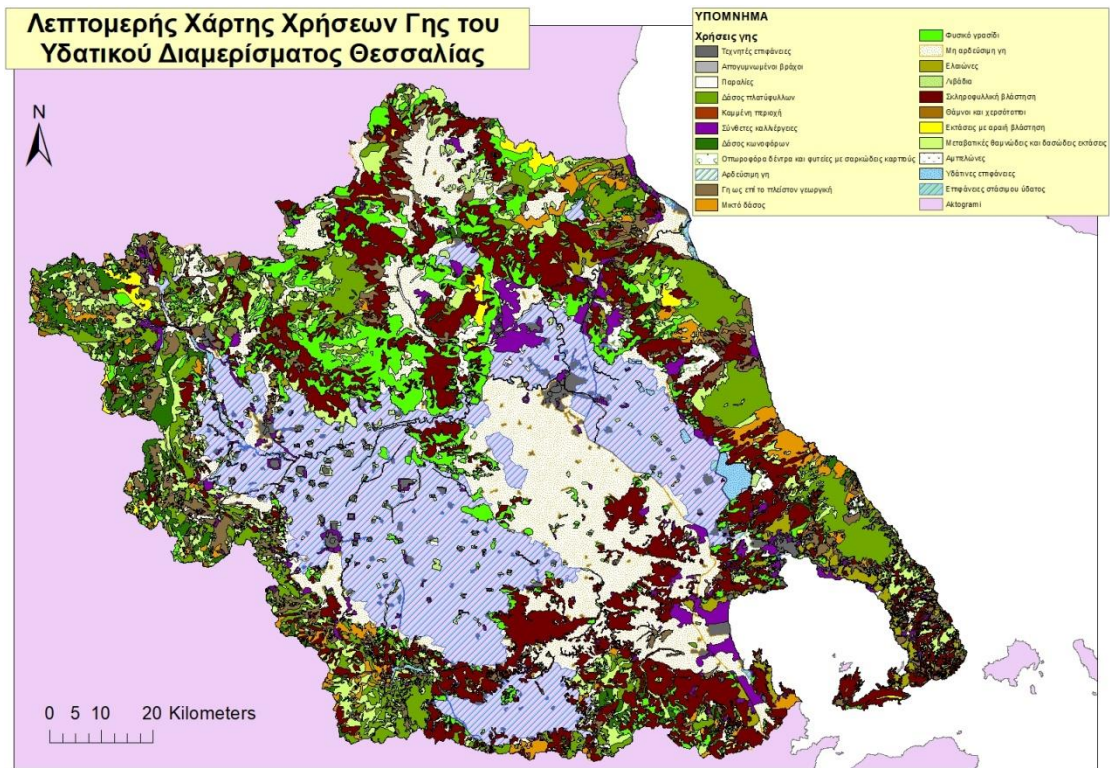 Λεπτομερής Χάρτης Χρήσεων Γης του
Υδατικού Διαμερίσματος Θεσσαλίας
ΥΠΟΜΝΗΜΑ
Χρήσεις γης
Τεχνητές επιφάνειες
Απογυμνωμένοι βράχοι
Παραλίες
Δάσος πλατύφυλλων
Καμμένη περιοχή
Σύνθετες καλλιέργειες
Δάσος κωνοφόρων
Οπωροφόρα δέντρα και φυτείες με σαρκώδεις καρπούς
Αρδεύσιμη γη
Γη ως επί το πλείστον γεωργική
Μικτό δάσος
Φυσικό γρασίδι
Μη αρδεύσιμη γη
Ελαιώνες
Λιβάδια
Σκληροφυλλική βλάστηση
Θάμνοι και χερσότοποι
Εκτάσεις με αραιή βλάστηση
Μεταβατικές θαμνώδεις και δασώδεις εκτάσεις
Αμπελώνες
Υδάτινες επιφάνειες
Επιφάνειες στάσιμου ύδατος
Aktogrami
N
0 5 10 20 Kilometers